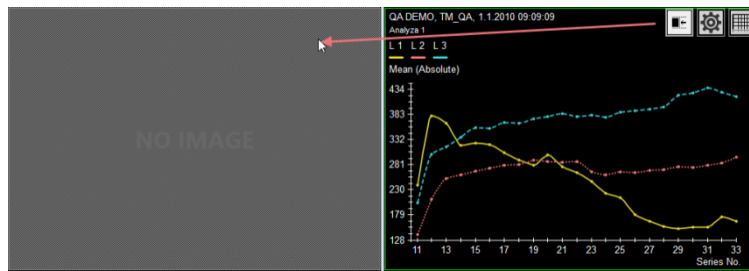 NO IMAGE
QA DEMO, TM_QA, 1.1.2010 09:09:09
Analyza 1
L 1 L 2 L 3
Mean (Absolute)
434
383
332
281
230
179
128
11 13 15 17 19 21 23 25 27 29 31 33
Series No.